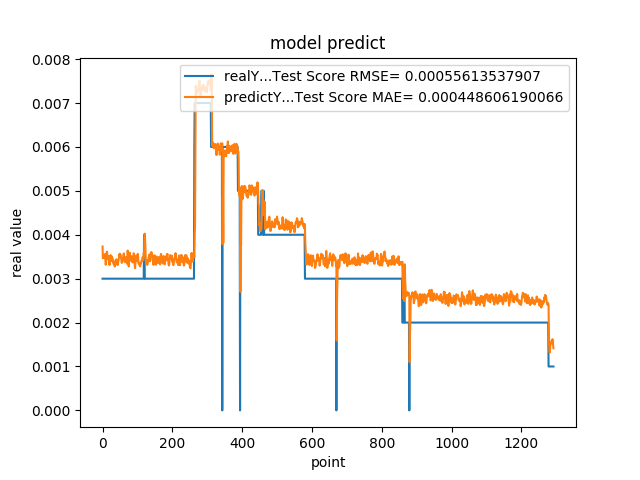 model predict
realY...Test Score RMSE= 0.00055613537907
predictY...Test Score MAE= 0.000448606190066
0.008
0.007
0.006
0.005
0.004
0.003
0.002
0.001
0.000
real value
0 200 400 600 800 1000 1200
point